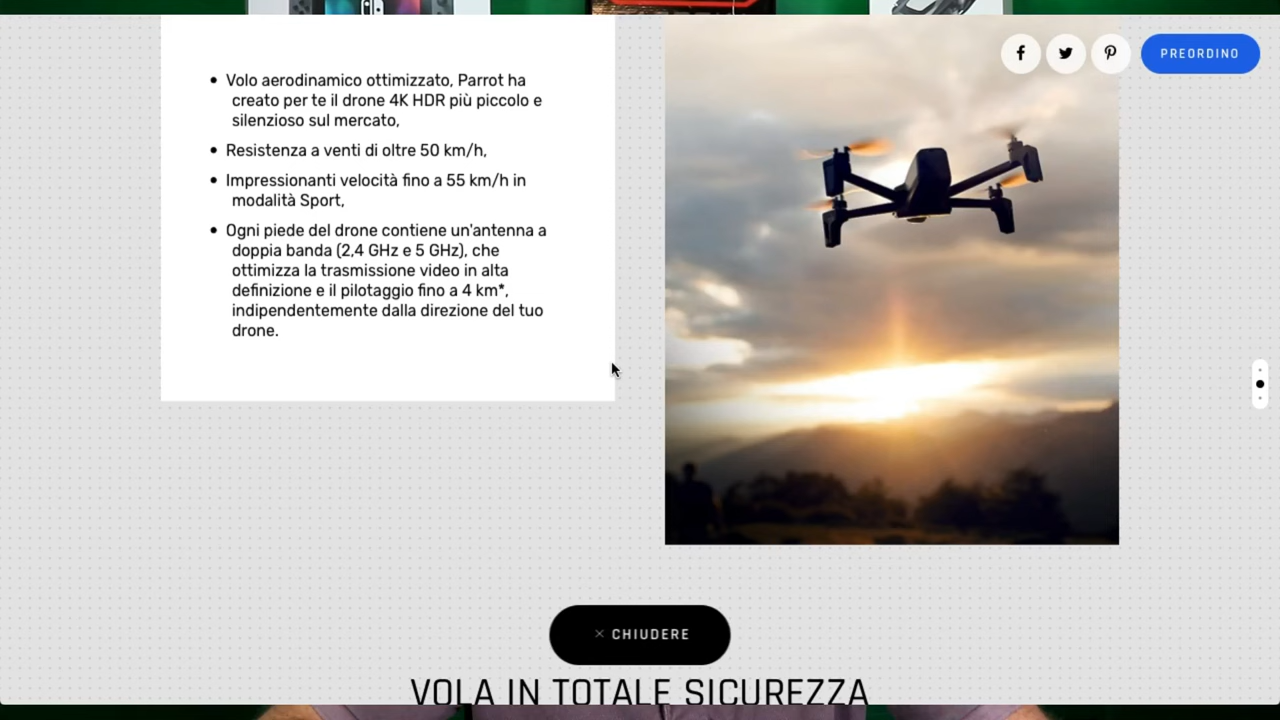 PREORDINO
• Volo aerodinamico ottimizzato, Parrot ha
creato per te il drone 4K HDR più piccolo e
silenzioso sul mercato,
• Resistenza a venti di oltre 50 km/h,
• Impressionanti velocità fino a 55 km/h in
modalità Sport,
• Ogni piede del drone contiene un'antenna a
doppia banda (2,4 GHz e 5 GHz), che
ottimizza la trasmissione video in alta
definizione e il pilotaggio fino a 4 km*,
indipendentemente dalla direzione del tuo
drone.
× CHIUDERE
VOLA IN TOTALE SICUREZZA